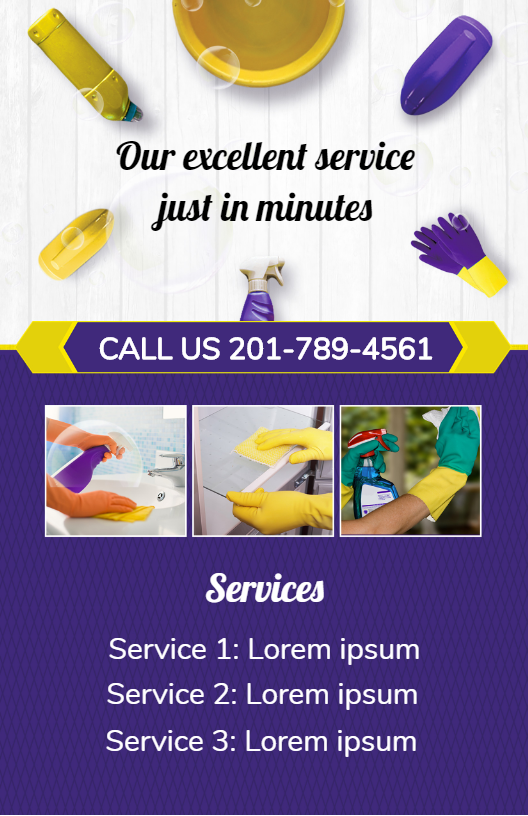 Our excellent service
just in minutes
CALL US 201-789-4561
Services
Service 1: Lorem ipsum
Service 2: Lorem ipsum
Service 3: Lorem ipsum